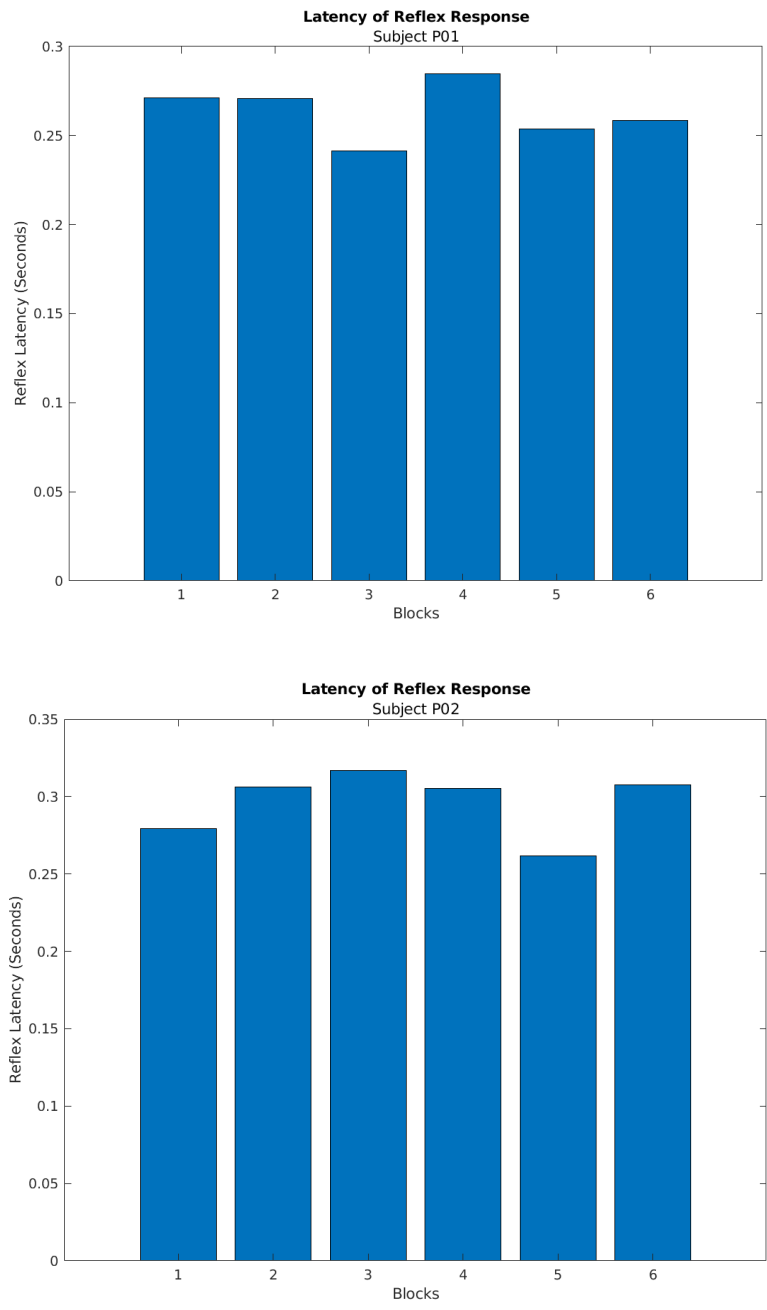 Latency of Reflex Response
Subject P01
0.3
0.25
0.2
0.15
0.1
0.05
0
Reflex Latency (Seconds)
1 2 3 4 5 6
Blocks
Latency of Reflex Response
Subject P02
0.35
0.3
0.25
0.2
0.15
0.1
0.05
0
Reflex Latency (Seconds)
1 2 3 4 5 6
Blocks